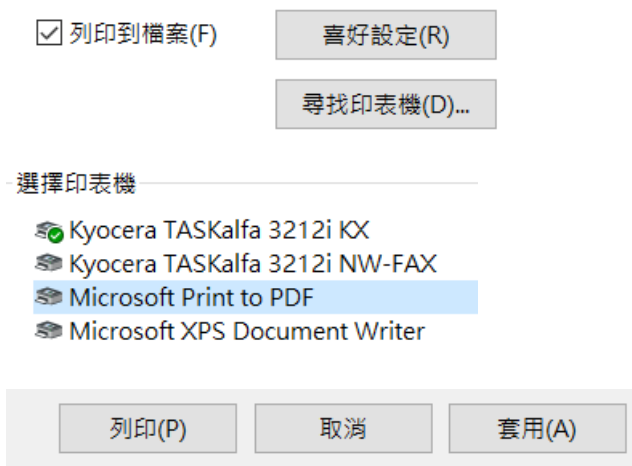 列印到檔案(F)
喜好設定(R)
尋找印表機(D)...
選擇印表機
Kyocera TASKalfa 3212i KX
Kyocera TASKalfa 3212i NW-FAX
Microsoft Print to PDF
Microsoft XPS Document Writer
列印(P)
取消
套用(A)